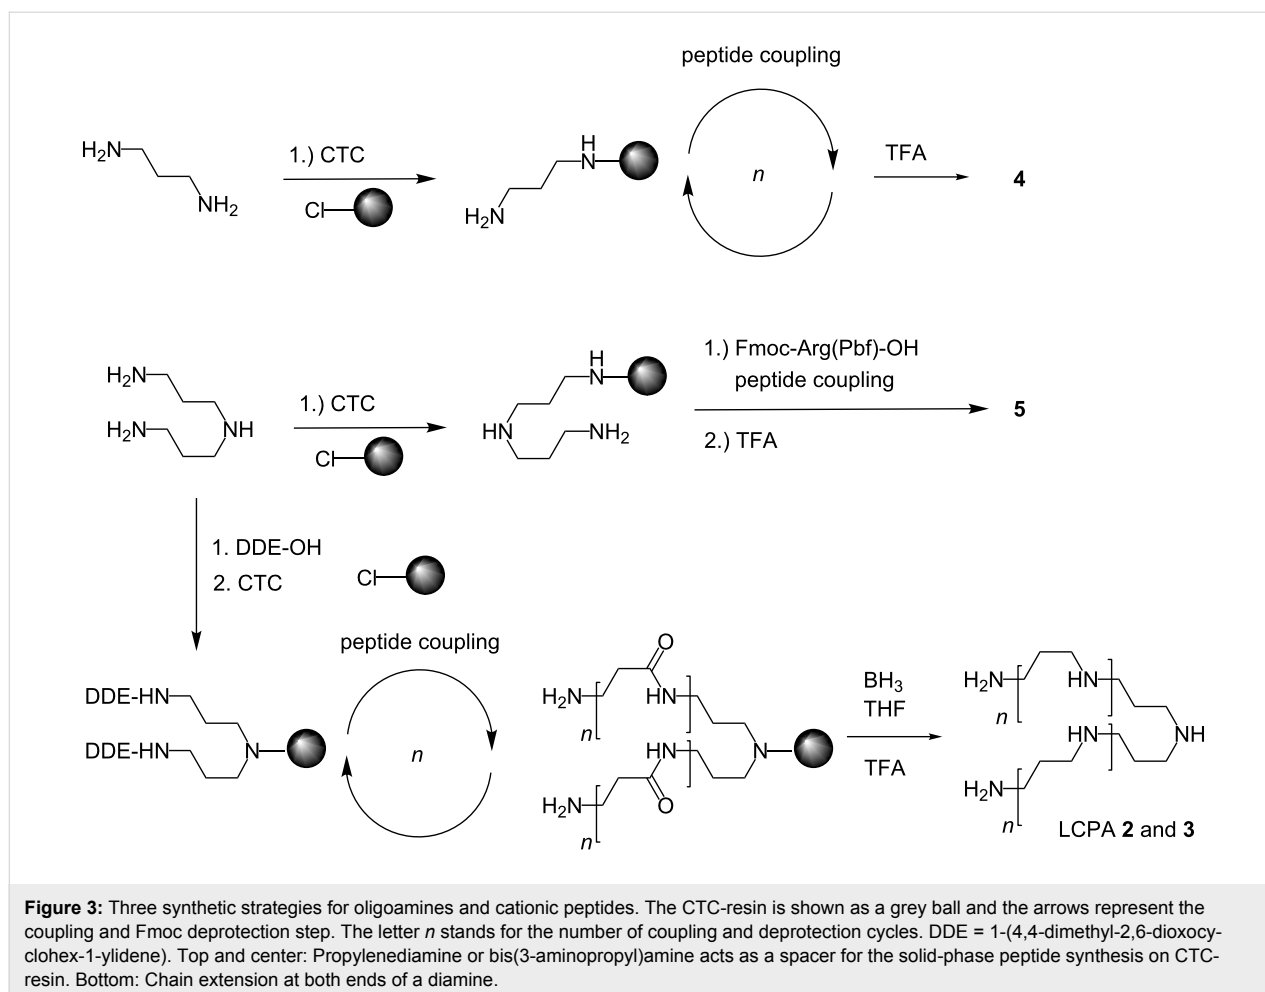 peptide coupling
H2N
NH2
1.) CTC
Cl
H
N
H2N
n
TFA
4
H2N
H2N
NH
1.) CTC
Cl
H
N
HN
NH2
1.) Fmoc-Arg(Pbf)-OH
peptide coupling
2.) TFA
5
1. DDE-OH
2. CTC
Cl
DDE-HN
DDE-HN
N
peptide coupling
n
O
H2N
HN
n
HN
N
H2N
O
n
BH3
THF
TFA
H2N
HN
n
HN
NH
H2N
n
LCPA 2 and 3
Figure 3: Three synthetic strategies for oligoamines and cationic peptides. The CTC-resin is shown as a grey ball and the arrows represent the
coupling and Fmoc deprotection step. The letter n stands for the number of coupling and deprotection cycles. DDE = 1-(4,4-dimethyl-2,6-dioxocy-
clohex-1-ylidene). Top and center: Propylenediamine or bis(3-aminopropyl)amine acts as a spacer for the solid-phase peptide synthesis on CTC-
resin. Bottom: Chain extension at both ends of a diamine.